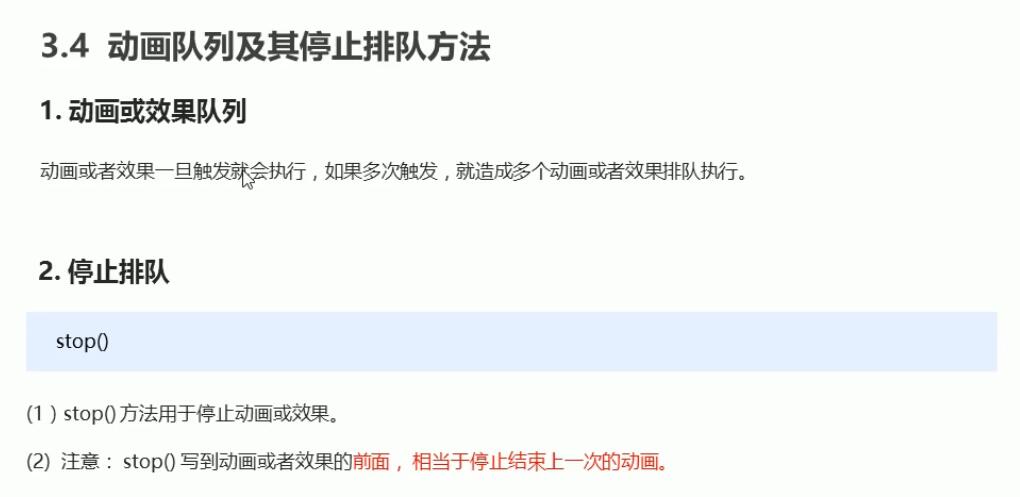 3.4 动画队列及其停止排队方法
1. 动画或效果队列
动画或者效果一旦触发就会执行，如果多次触发，就造成多个动画或者效果排队执行。
2. 停止排队
stop()
(1）stop() 方法用于停止动画或效果。
(2) 注意： stop() 写到动画或者效果的前面， 相当于停止结束上一次的动画。